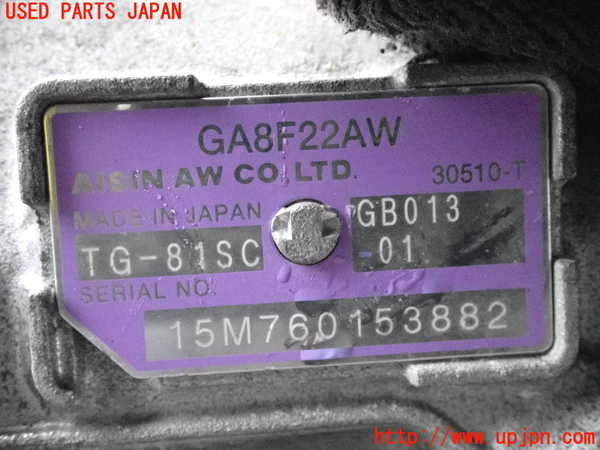 USED PARTS JAPAN
GA8F22AW
AISIN AW CO., LTD.
30510-T
MADE IN JAPAN
GB013
TG-81SC
-01
SERIAL NO.
15M760153882
http://www.upjpn.com